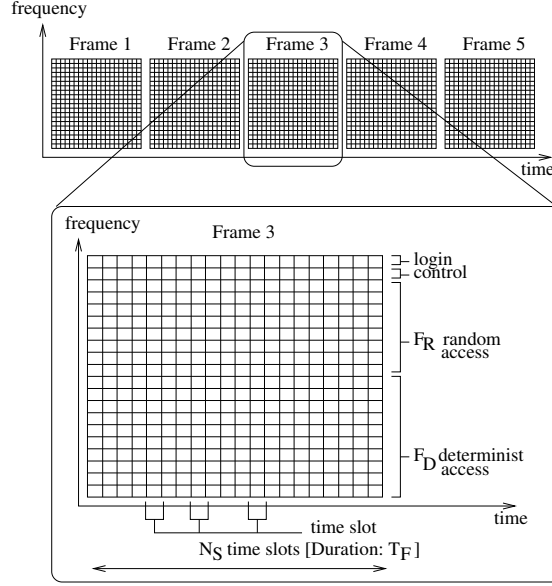 frequency
Frame 1 Frame 2 Frame 3 Frame 4 Frame 5
time
frequency
Frame 3
login
control
F_R random
access
F_D determinist
access
time
time slot
N_S time slots [Duration: T_F]